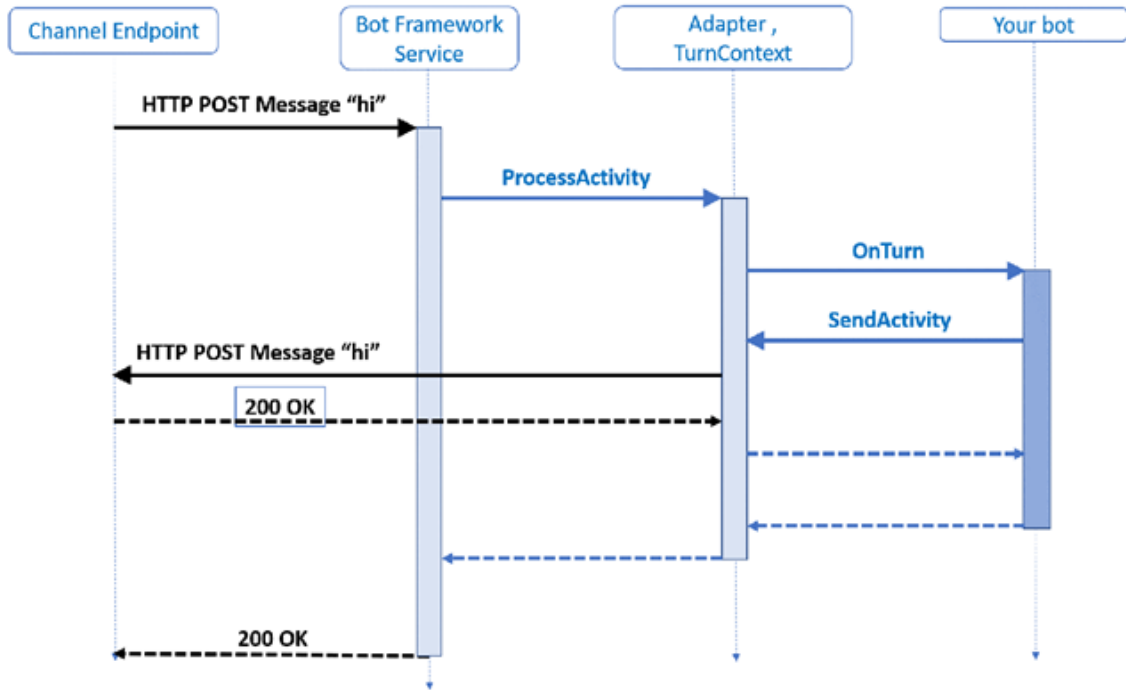 Channel Endpoint
Bot Framework
Service
Adapter ,
TurnContext
Your bot
HTTP POST Message “hi”
ProcessActivity
OnTurn
SendActivity
HTTP POST Message “hi”
200 OK
200 OK